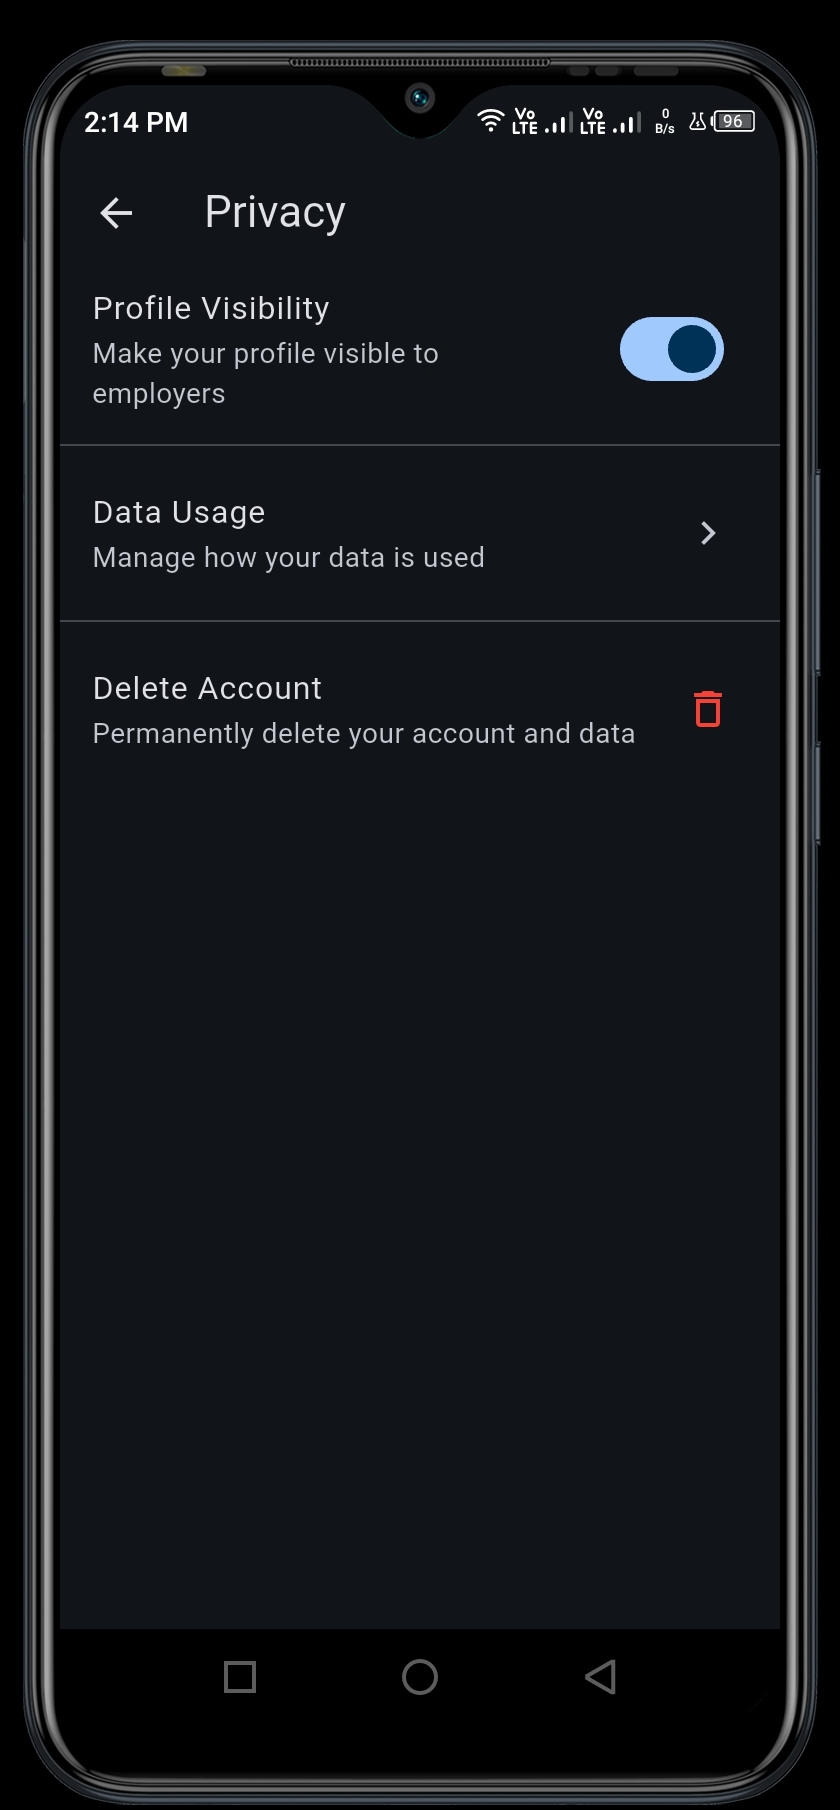 2:14 PM Vo LTE Vo LTE 0 B/s 96
Privacy
Profile Visibility
Make your profile visible to
employers
Data Usage
Manage how your data is used
Delete Account
Permanently delete your account and data